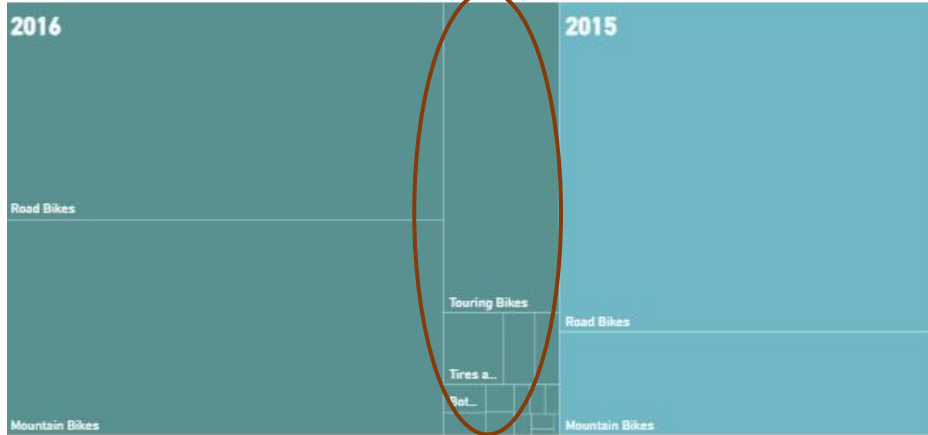 2016
2015
Road Bikes
Touring Bikes
Road Bikes
Tires a...
Bot...
Mountain Bikes
Mountain Bikes